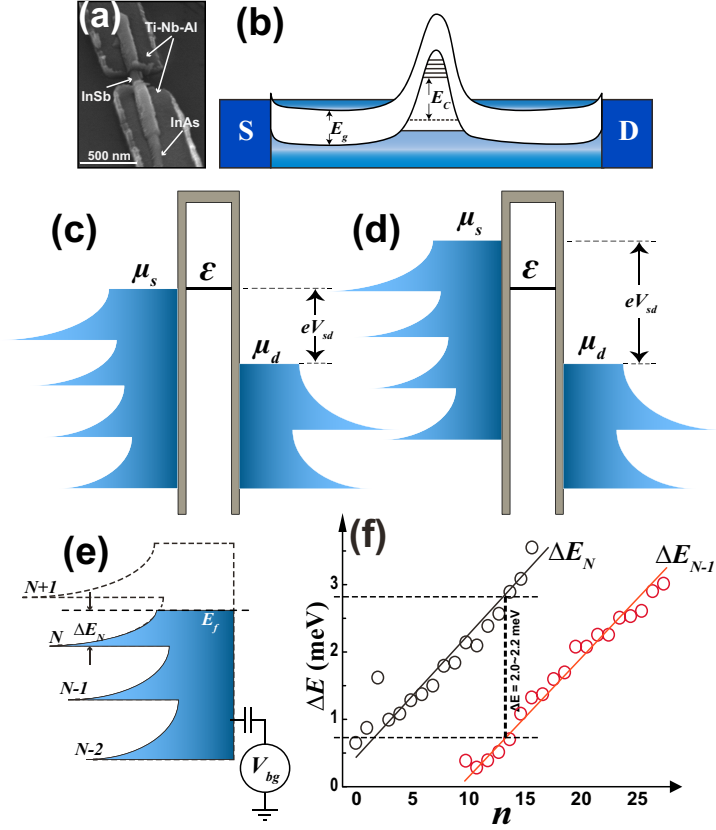 (a)
Ti-Nb-Al
InSb
InAs
500 nm
(b)
S
E_g
E_C
D
(c)
μ_s
ε
eV_sd
μ_d
(d)
μ_s
ε
eV_sd
μ_d
(e)
N+1
N
ΔE_N
E_f
N-1
N-2
V_bg
(f)
ΔE_N
ΔE_N-1
ΔE (meV)
3
2
1
0
ΔE = 2.0~2.2 meV
0 5 10 15 20 25
n